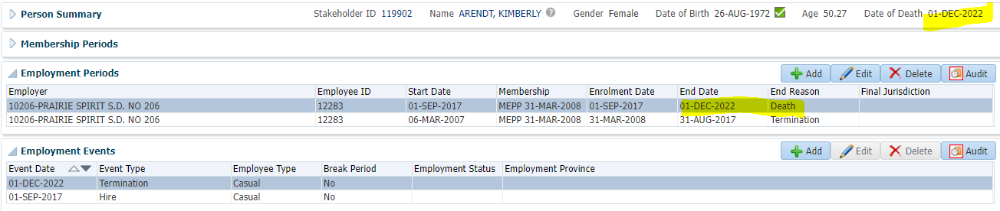 Person Summary Stakeholder ID 119902 Name ARENDT, KIMBERLY Gender Female Date of Birth 26-AUG-1972 Age 50.27 Date of Death 01-DEC-2022
Membership Periods
Employment Periods Add Edit Delete Audit
Employer Employee ID Start Date Membership Enrolment Date End Date End Reason Final Jurisdiction
10206-PRAIRIE SPIRIT S.D. NO 206 12283 01-SEP-2017 MEPP 31-MAR-2008 01-SEP-2017 01-DEC-2022 Death
10206-PRAIRIE SPIRIT S.D. NO 206 12283 06-MAR-2007 MEPP 31-MAR-2008 31-MAR-2008 31-AUG-2017 Termination
Employment Events Add Edit Delete Audit
Event Date Event Type Employee Type Break Period Employment Status Employment Province
01-DEC-2022 Termination Casual No
01-SEP-2017 Hire Casual No